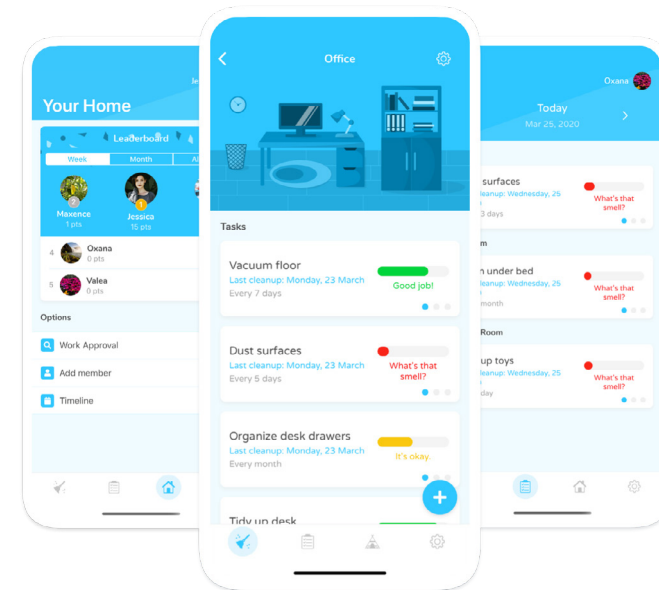 Your Home
Leaderboard
Week
Month
2
1
Maxence
1 pts
Jessica
15 pts
4
Oxana
0 pts
5
Valea
0 pts
Options
Work Approval
Add member
Timeline
Office
Tasks
Vacuum floor
Last cleanup: Monday, 23 March
Every 7 days
Good job!
Dust surfaces
Last cleanup: Monday, 23 March
Every 5 days
What's that
smell?
Organize desk drawers
Last cleanup: Monday, 23 March
Every month
It's okay.
+
Tidy up desk
Oxana
Today
Mar 25, 2020
surfaces
cleanup: Wednesday, 25
3 days
What's that
smell?
under bed
cleanup: Wednesday, 25
month
What's that
smell?
Room
up toys
cleanup: Wednesday, 25
day
What's that
smell?